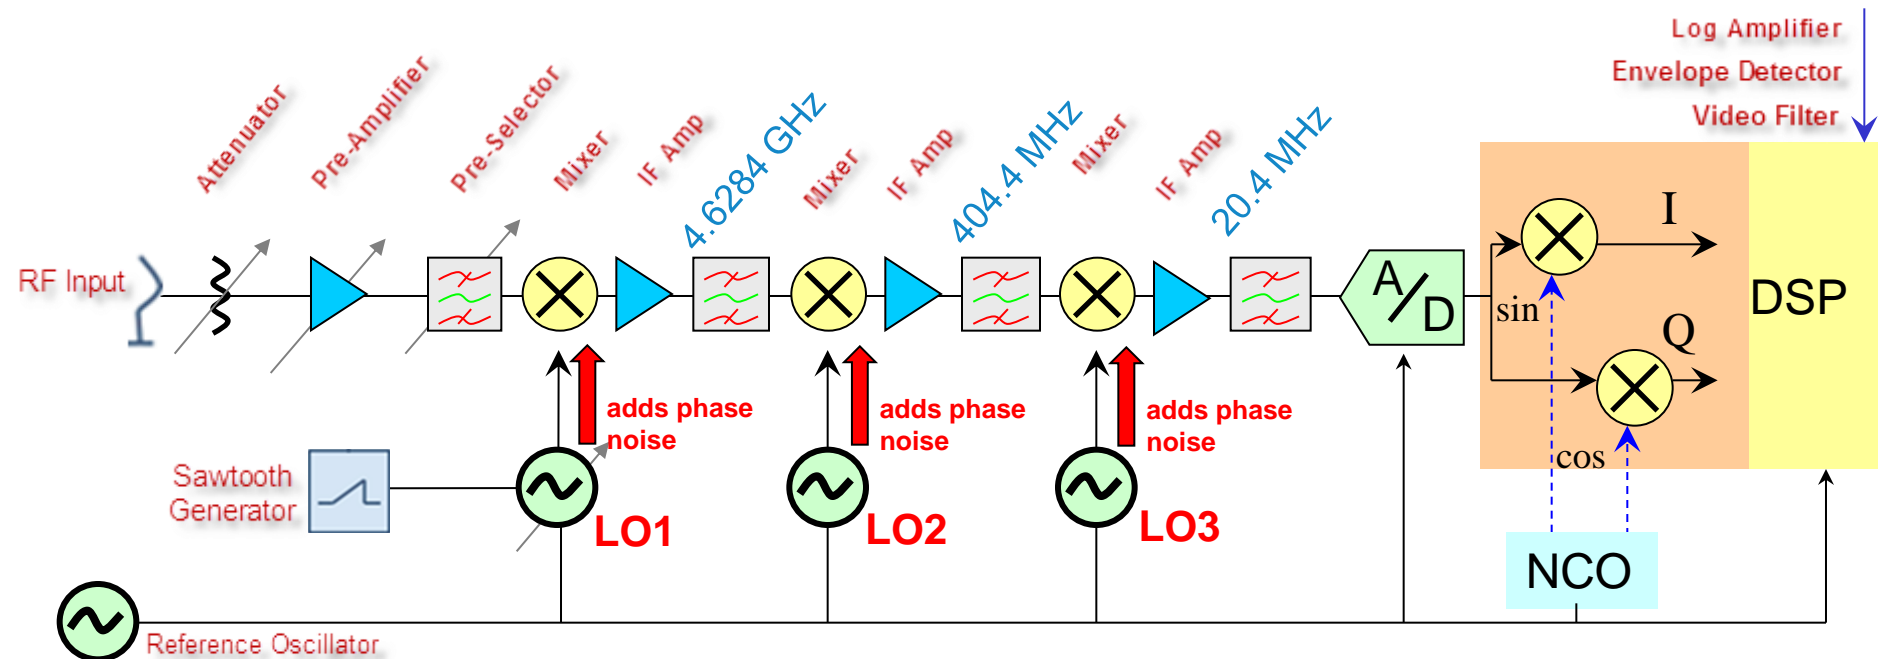 Log Amplifier
Envelope Detector
Video Filter
Attenuator
Pre-Amplifier
Pre-Selector
Mixer
IF Amp
4.6284 GHz
Mixer
IF Amp
404.4 MHz
Mixer
IF Amp
20.4 MHz
RF Input
A/D
I
sin
Q
DSP
cos
adds phase
noise
adds phase
noise
adds phase
noise
Sawtooth
Generator
LO1
LO2
LO3
NCO
Reference Oscillator